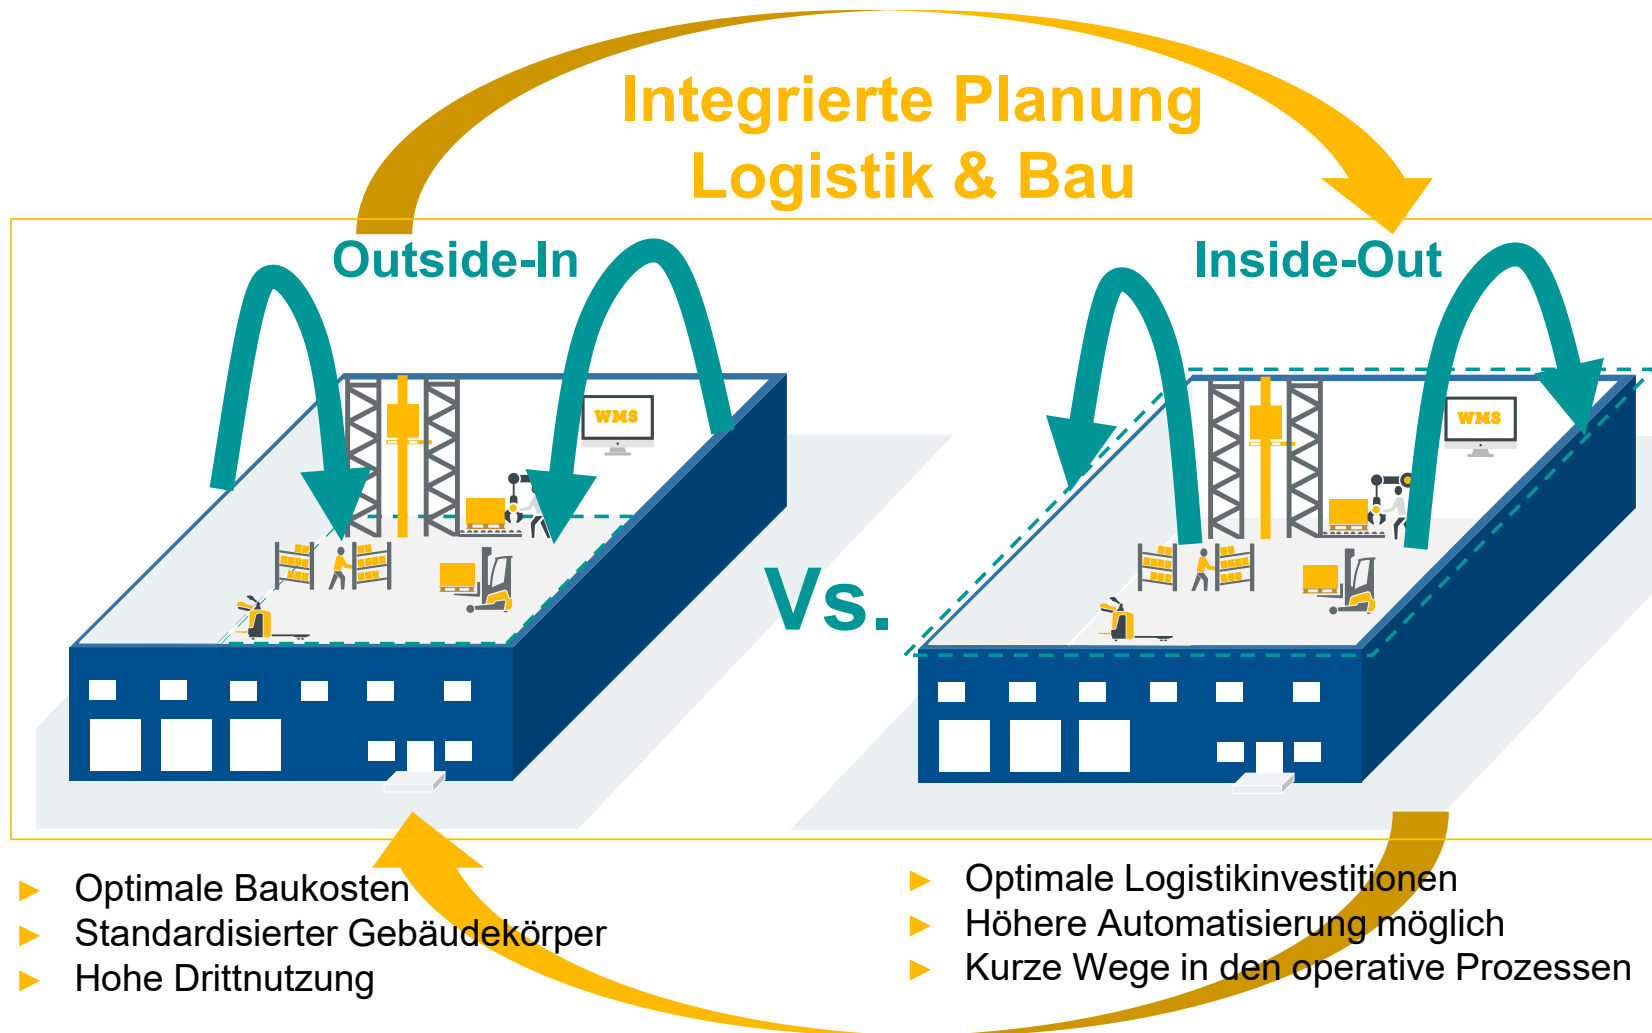 Integrierte Planung
Logistik & Bau
Outside-In
Inside-Out
WMS
WMS
Vs.
► Optimale Baukosten
► Standardisierter Gebäudekörper
► Hohe Drittnutzung
► Optimale Logistikinvestitionen
► Höhere Automatisierung möglich
► Kurze Wege in den operative Prozessen